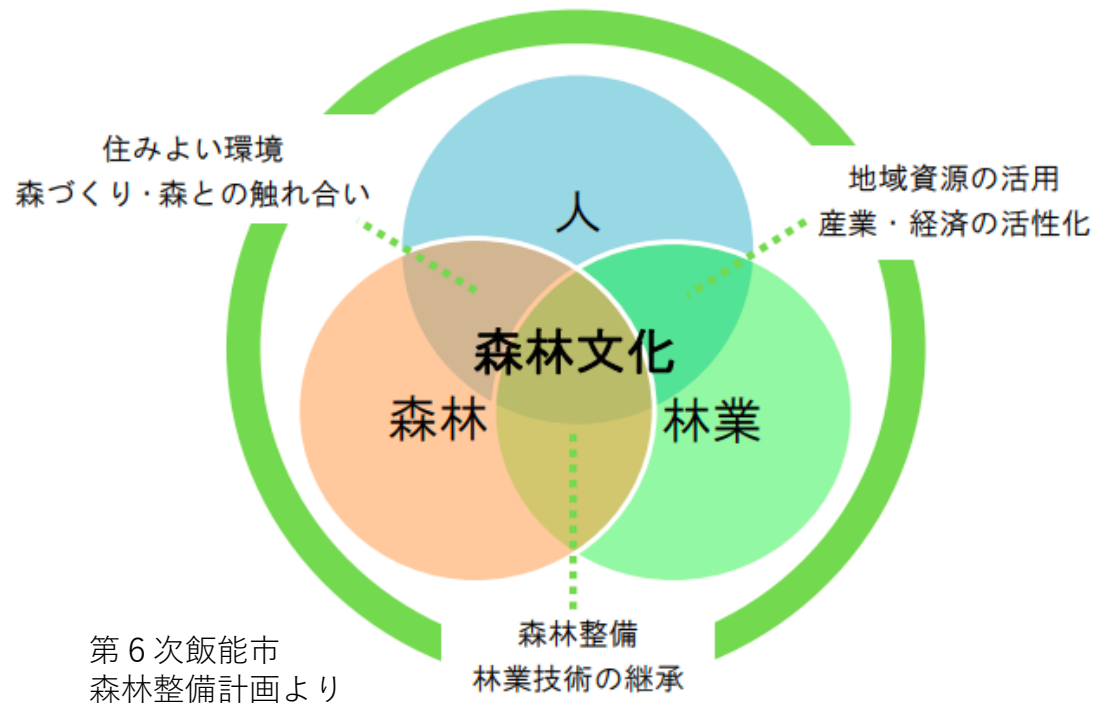 住みよい環境
森づくり・森との触れ合い
地域資源の活用
産業・経済の活性化
人
森林文化
森林
林業
森林整備
林業技術の継承
第6次飯能市
森林整備計画より